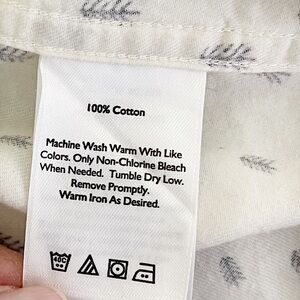 100% Cotton
Machine Wash Warm With Like
Colors. Only Non-Chlorine Bleach
When Needed. Tumble Dry Low.
Remove Promptly.
Warm Iron As Desired.
40C